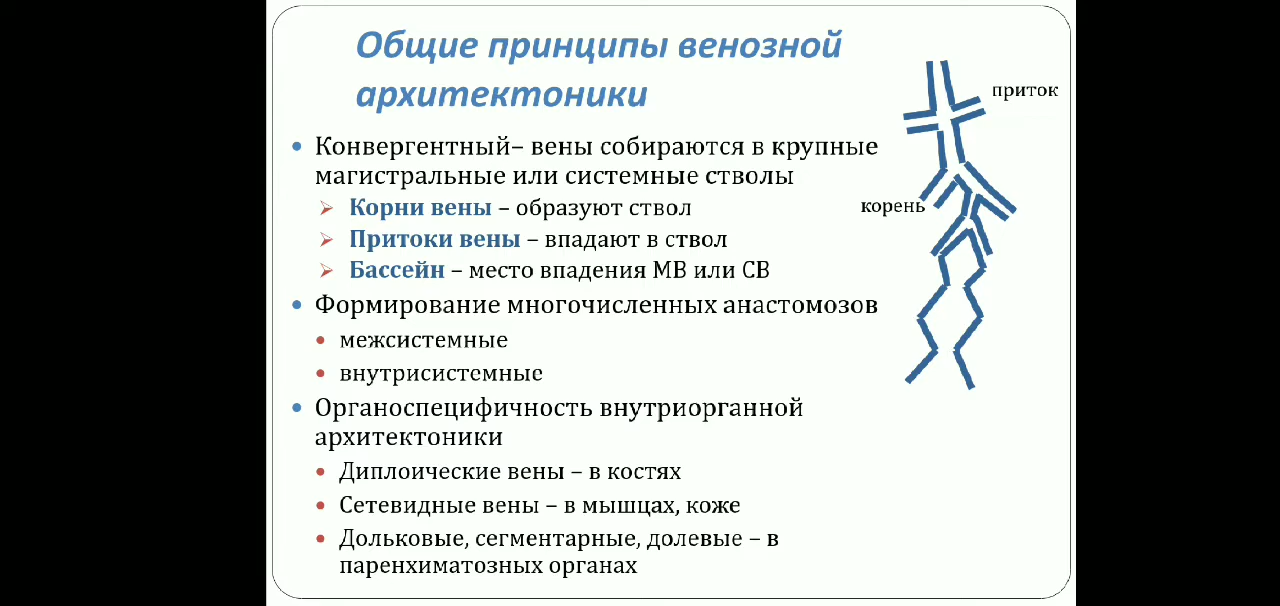 Общие принципы венозной
архитектоники
приток
Конвергентный– вены собираются в крупные
магистральные или системные стволы
корень
Корни вены – образуют ствол
Притоки вены – впадают в ствол
Бассейн – место впадения МВ или СВ
Формирование многочисленных анастомозов
межсистемные
внутрисистемные
Органоспецифичность внутриорганной
архитектоники
Диплоические вены – в костях
Сетевидные вены – в мышцах, коже
Дольковые, сегментарные, долевые – в
паренхиматозных органах